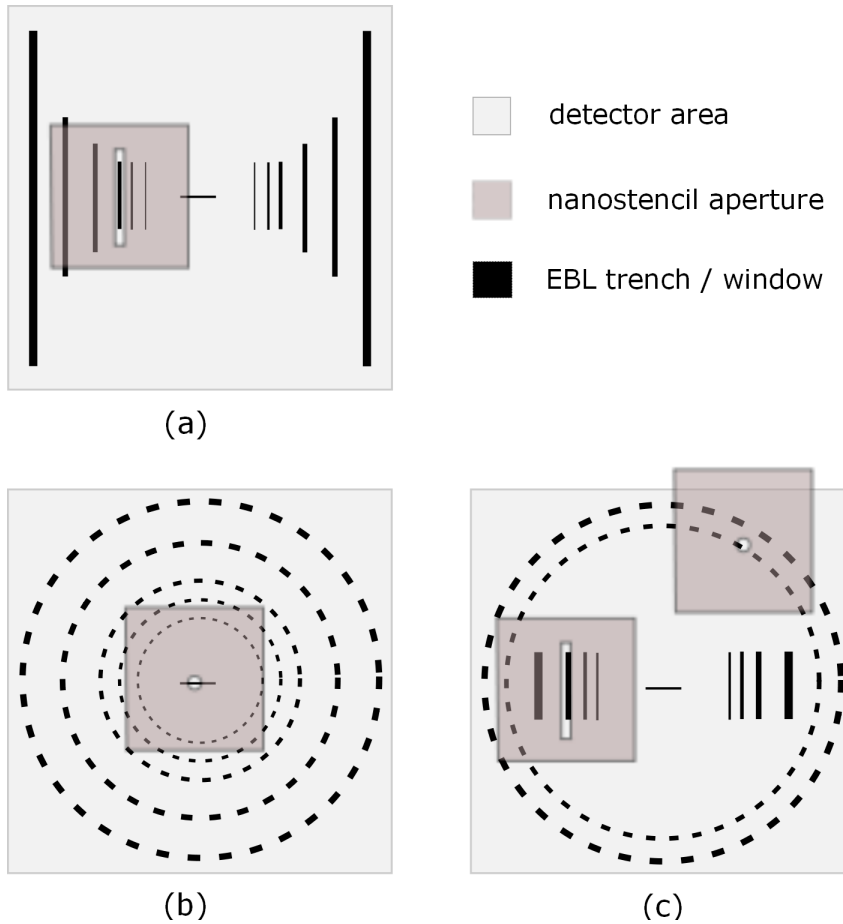 detector area
nanostencil aperture
EBL trench / window
(a)
(b)
(c)